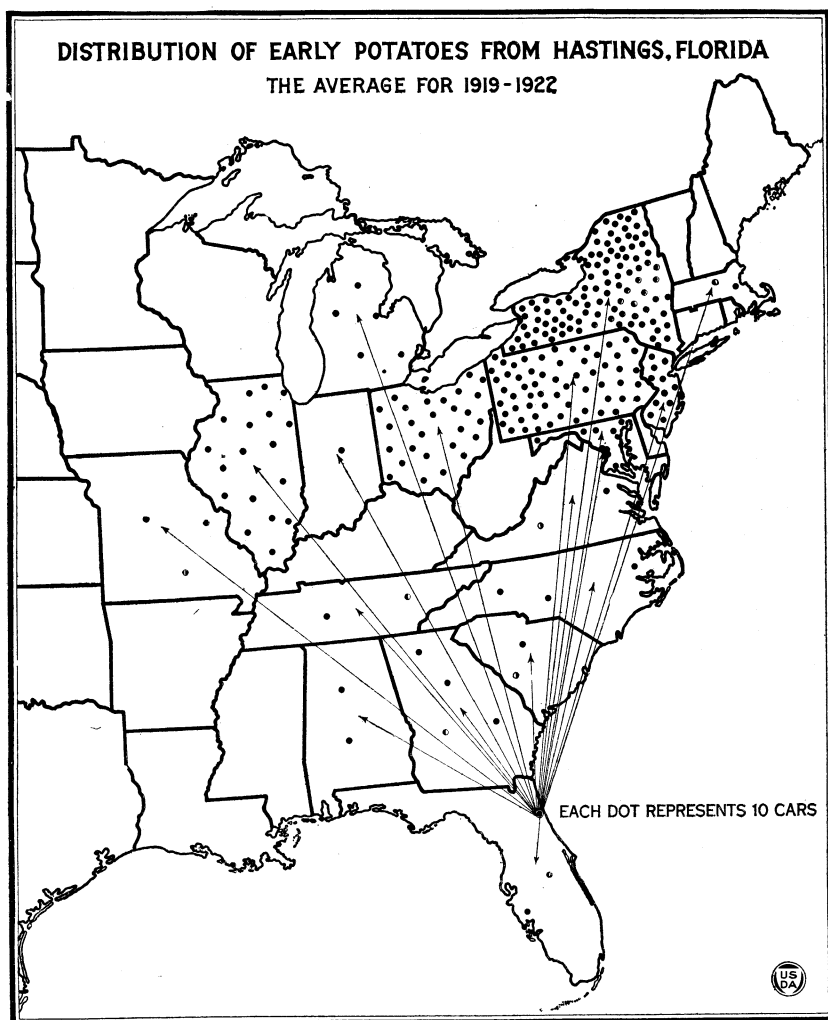 DISTRIBUTION OF EARLY POTATOES FROM HASTINGS, FLORIDA
THE AVERAGE FOR 1919-1922
EACH DOT REPRESENTS 10 CARS
US
DA